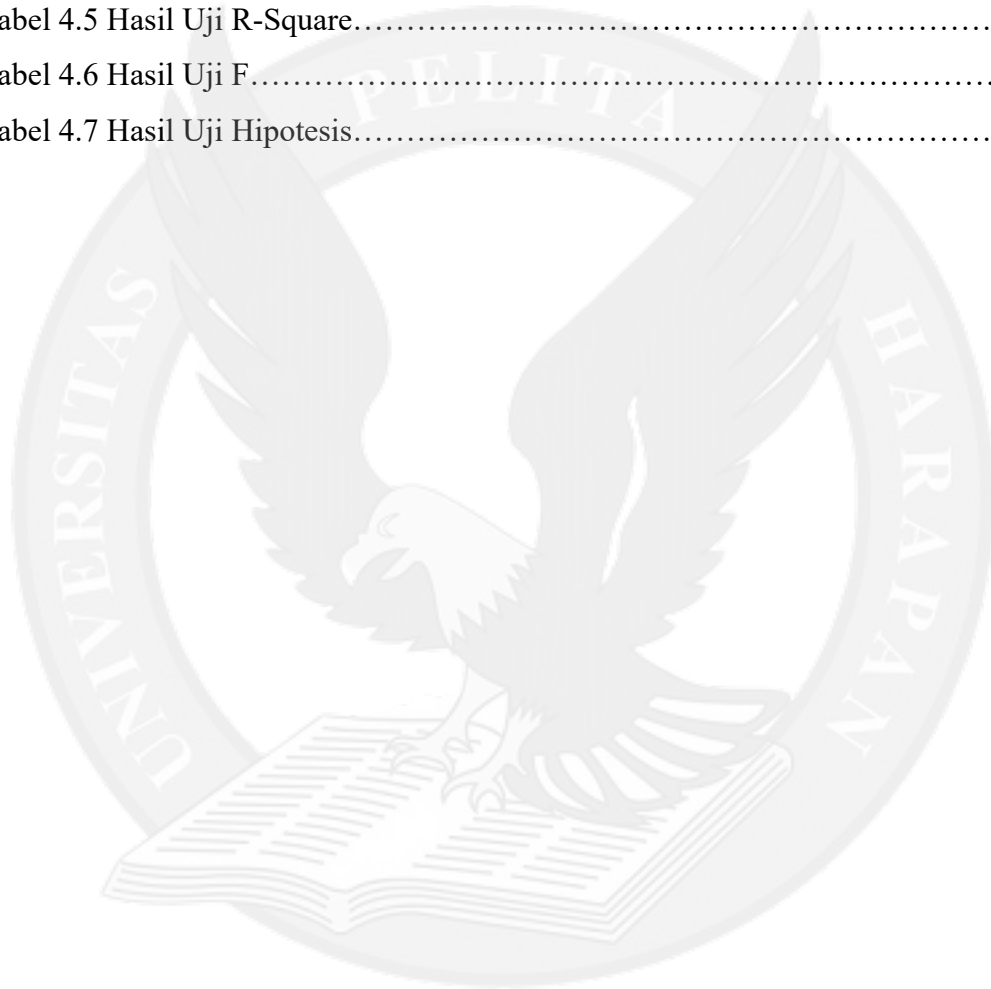 abel 4.5 Hasil Uji R-Square……………………………………………………
abel 4.6 Hasil Uji F……………………………………………………………
abel 4.7 Hasil Uji Hipotesis……………………………………………………
UNIVERSITAS PELITA HARAPAN